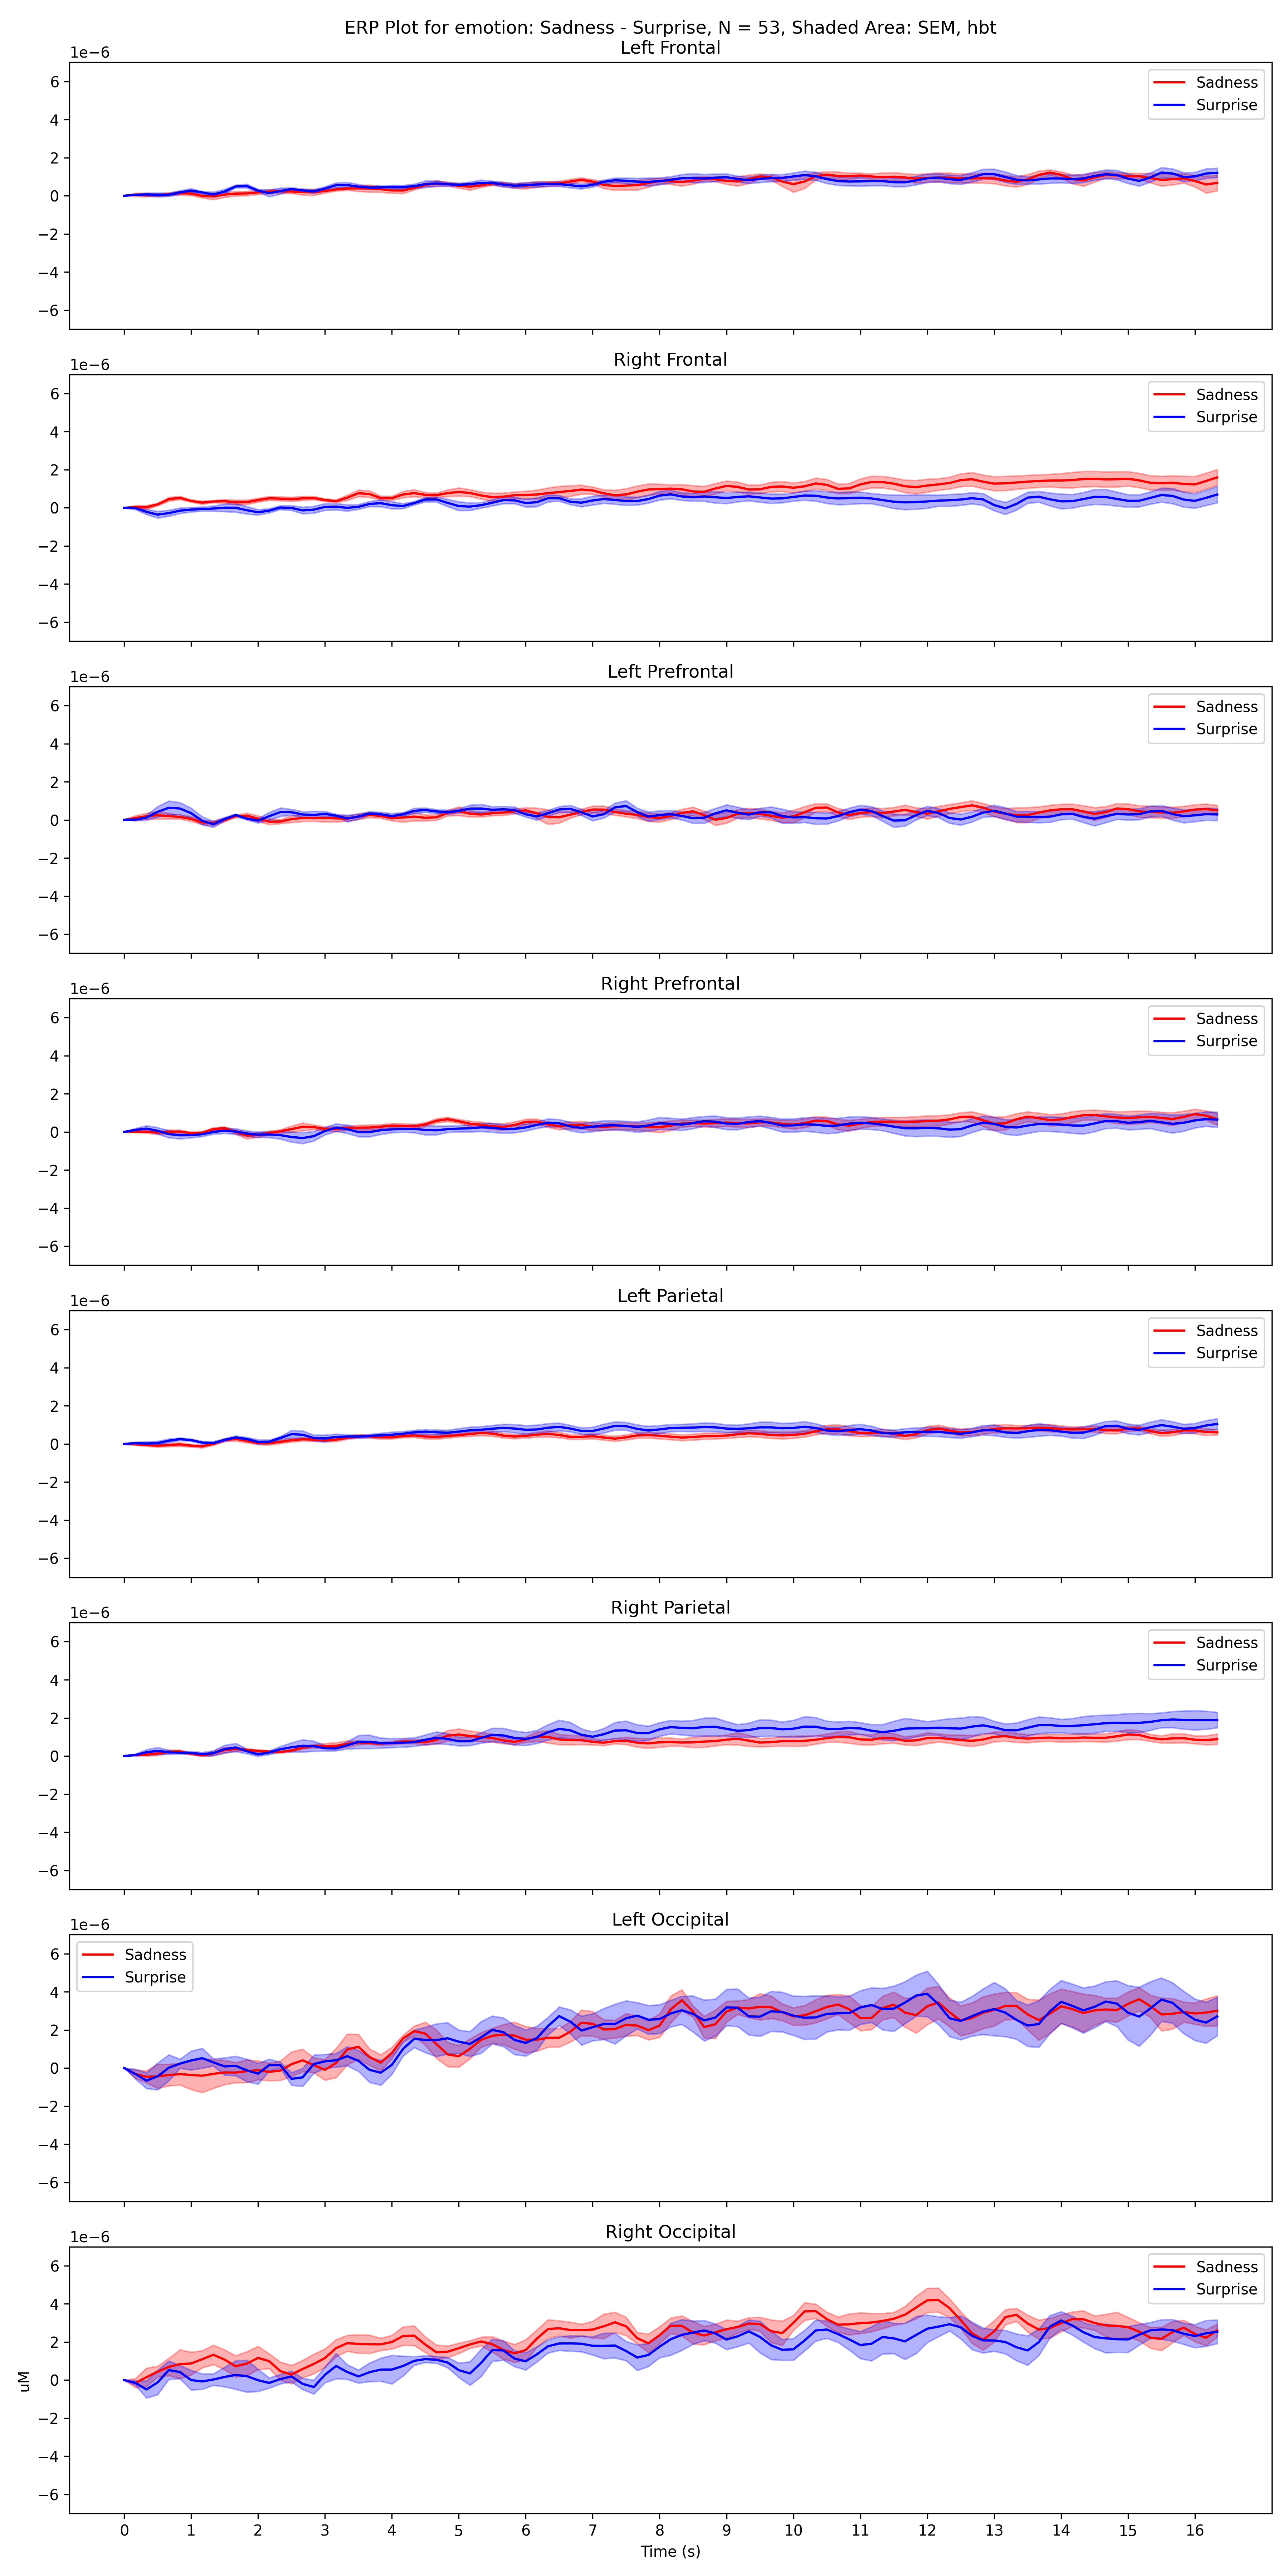 ERP Plot for emotion: Sadness - Surprise, N = 53, Shaded Area: SEM, hbt
Left Frontal
1e−6
6
4
2
0
−2
−4
−6
Sadness
Surprise
Right Frontal
1e−6
6
4
2
0
−2
−4
−6
Sadness
Surprise
Left Prefrontal
1e−6
6
4
2
0
−2
−4
−6
Sadness
Surprise
Right Prefrontal
1e−6
6
4
2
0
−2
−4
−6
Sadness
Surprise
Left Parietal
1e−6
6
4
2
0
−2
−4
−6
Sadness
Surprise
Right Parietal
1e−6
6
4
2
0
−2
−4
−6
Sadness
Surprise
Left Occipital
1e−6
6
4
2
0
−2
−4
−6
Sadness
Surprise
Right Occipital
1e−6
6
4
2
0
−2
−4
−6
Sadness
Surprise
uM
0 1 2 3 4 5 6 7 8 9 10 11 12 13 14 15 16
Time (s)